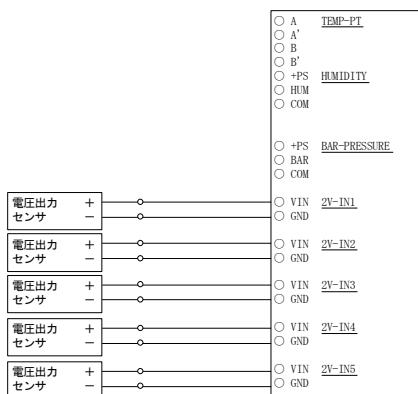 A TEMP-PT
A'
B
B'
+PS HUMIDITY
HUM
COM
+PS BAR-PRESSURE
BAR
COM
電圧出力 + VIN 2V-IN1
センサ － GND
電圧出力 + VIN 2V-IN2
センサ － GND
電圧出力 + VIN 2V-IN3
センサ － GND
電圧出力 + VIN 2V-IN4
センサ － GND
電圧出力 + VIN 2V-IN5
センサ － GND